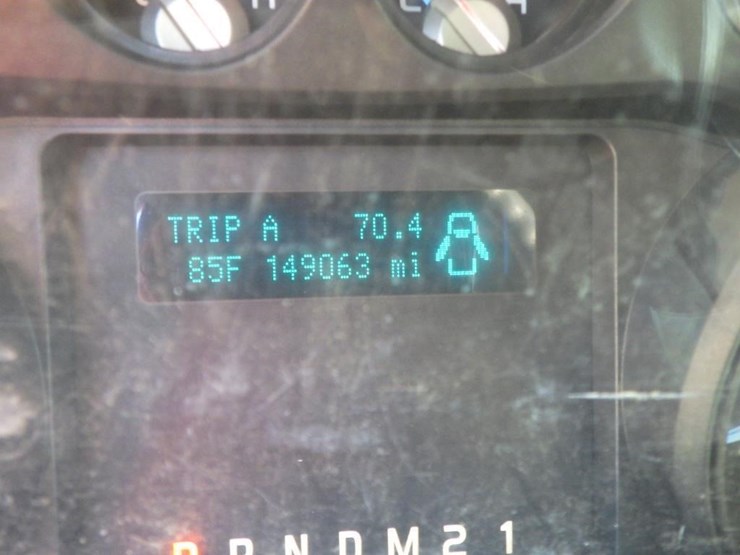 H
TRIP A 70.4
85F 149063 mi
P R N D M 2 1